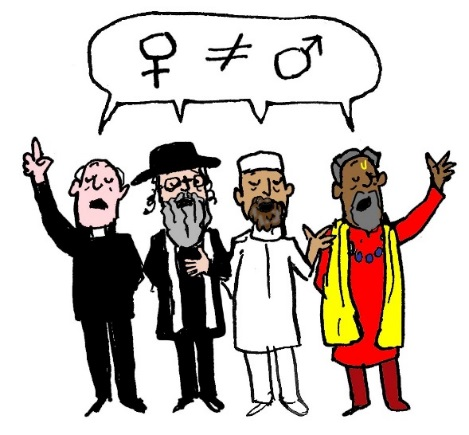 ♀ ≠ ♂